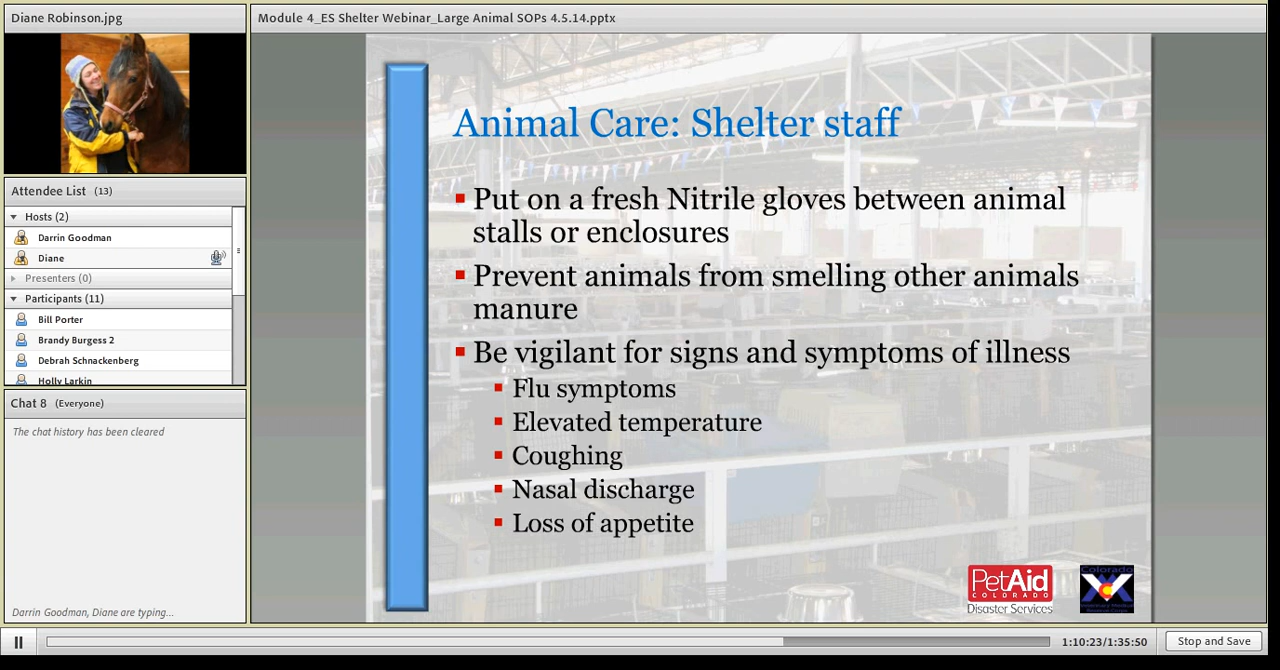 Diane Robinson.jpg
Module 4_ES Shelter Webinar_Large Animal SOPs 4.5.14.pptx
Attendee List (13)
Hosts (2)
Darrin Goodman
Diane
Presenters (0)
Participants (11)
Bill Porter
Brandy Burgess 2
Debrah Schnackenberg
Holly Larkin
Chat 8 (Everyone)
The chat history has been cleared
Darrin Goodman, Diane are typing...
Animal Care: Shelter staff
Put on a fresh Nitrile gloves between animal
stalls or enclosures
Prevent animals from smelling other animals
manure
Be vigilant for signs and symptoms of illness
Flu symptoms
Elevated temperature
Coughing
Nasal discharge
Loss of appetite
PetAid
COLORADO
Disaster Services
Colorado
1:10:23/1:35:50
Stop and Save